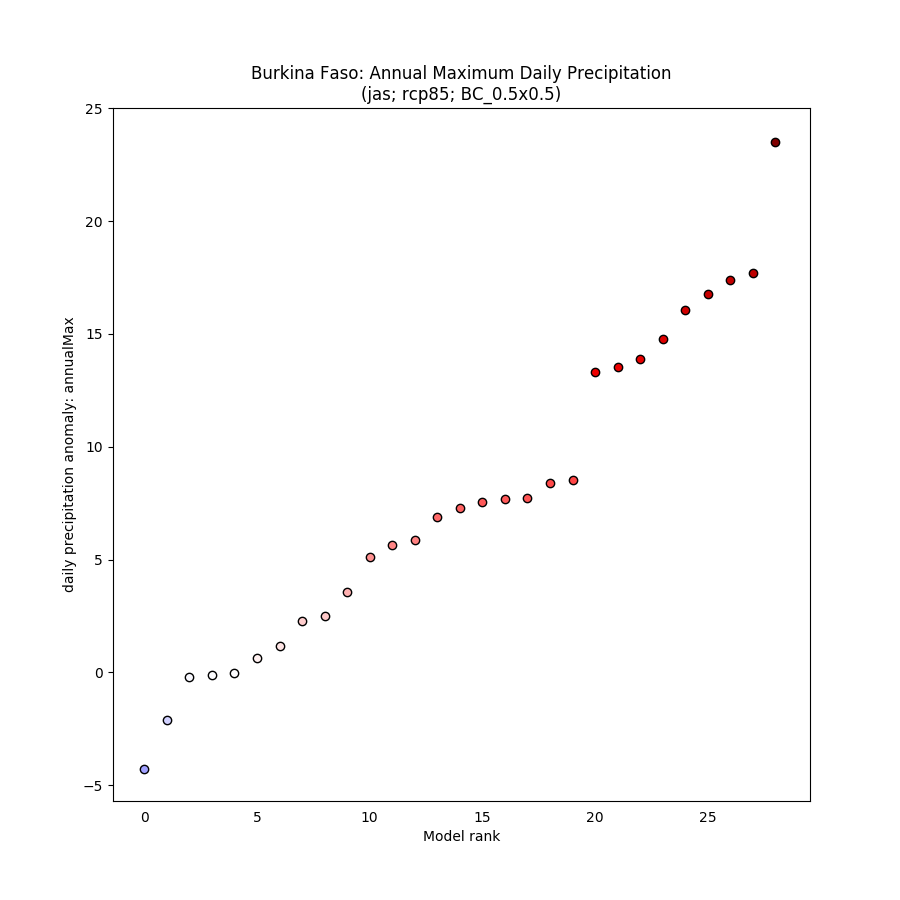 Burkina Faso: Annual Maximum Daily Precipitation
(jas; rcp85; BC_0.5x0.5)
25
20
15
10
5
0
−5
daily precipitation anomaly: annualMax
0 5 10 15 20 25
Model rank